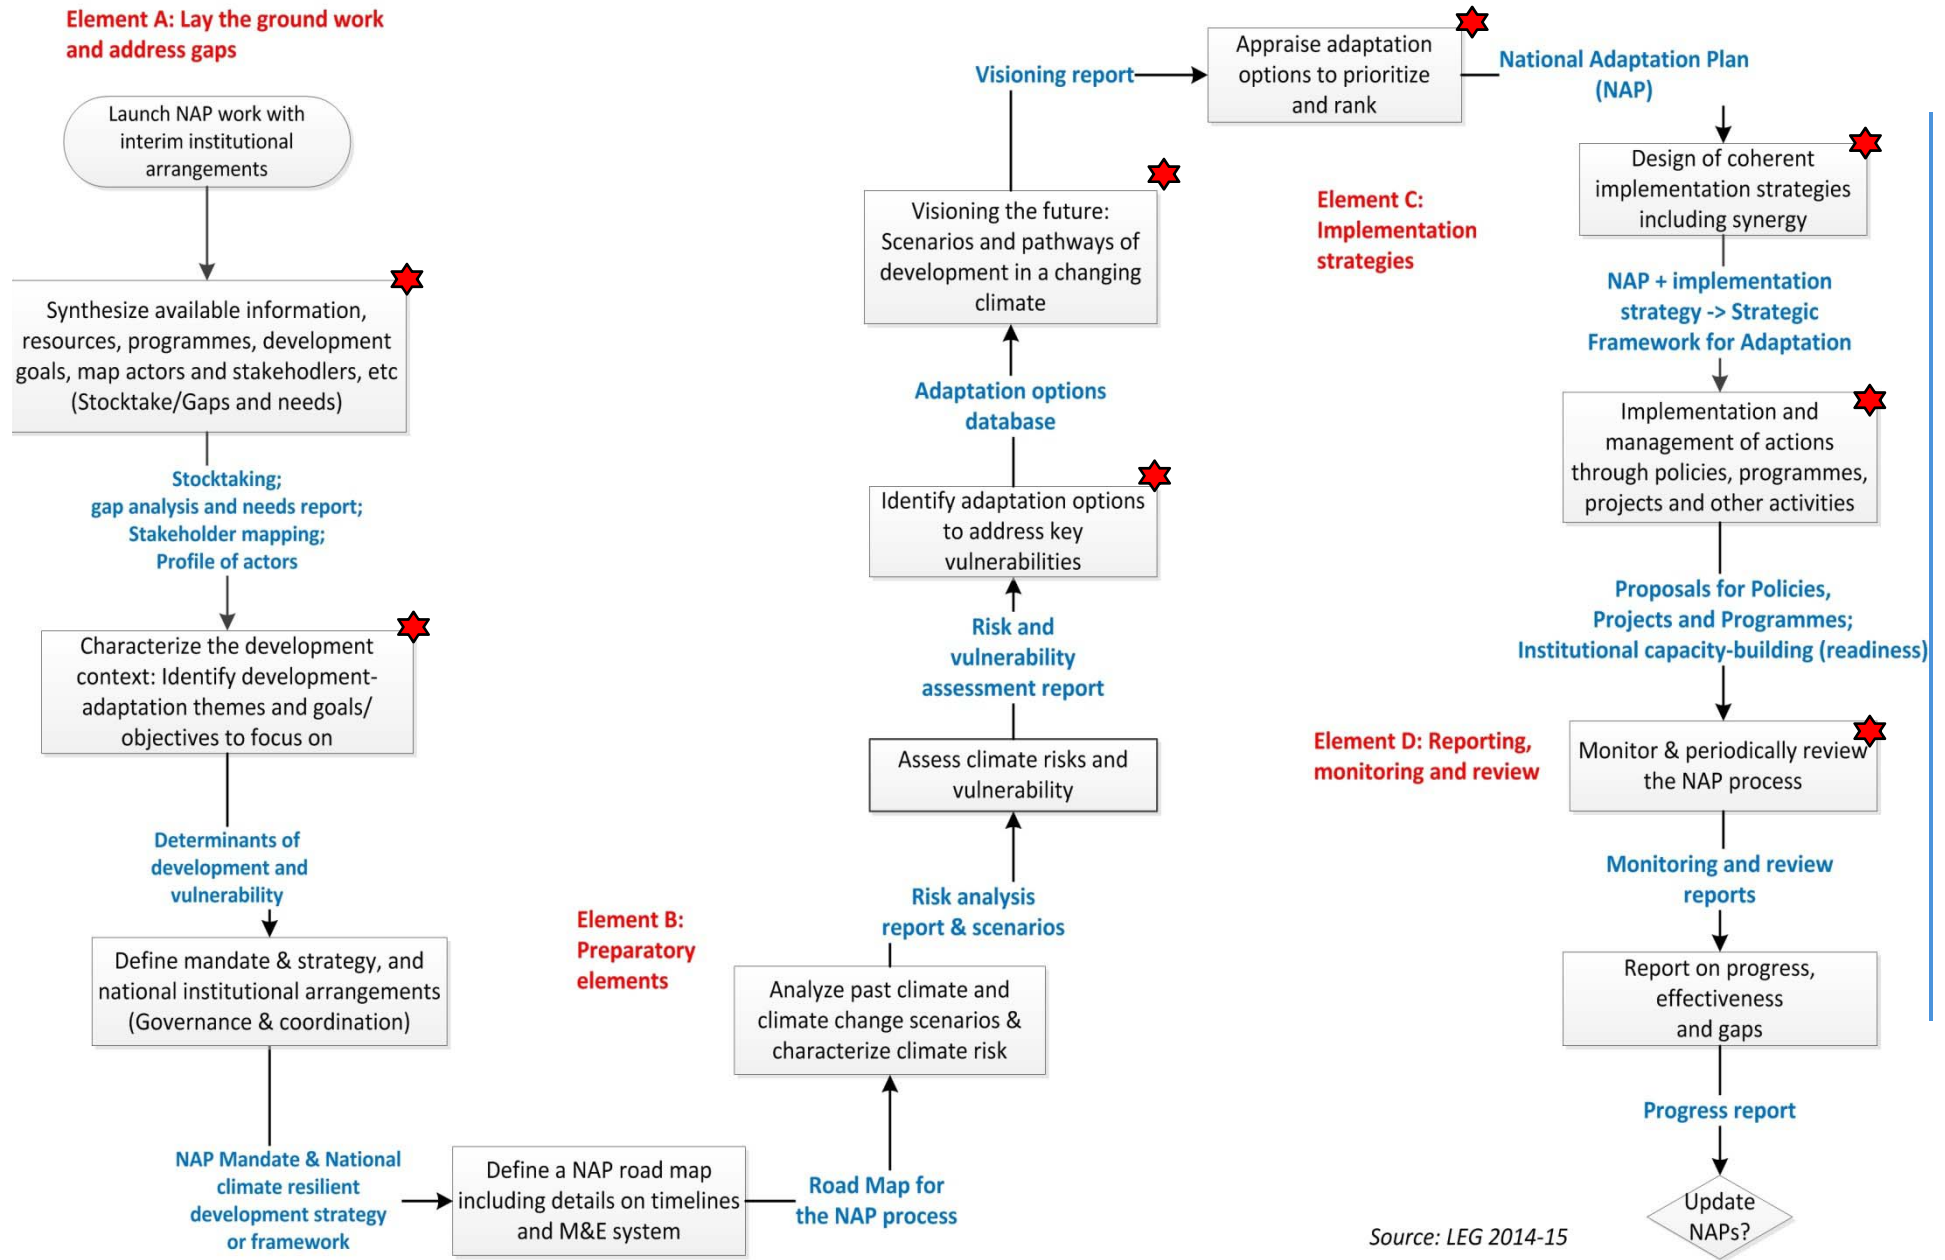 Element A: Lay the ground work
and address gaps
Launch NAP work with
interim institutional
arrangements
Synthesize available information,
resources, programmes, development
goals, map actors and stakehodlers, etc
(Stocktake/Gaps and needs)
Stocktaking;
gap analysis and needs report;
Stakeholder mapping;
Profile of actors
Characterize the development
context: Identify development-
adaptation themes and goals/
objectives to focus on
Determinants of
development and
vulnerability
Define mandate & strategy, and
national institutional arrangements
(Governance & coordination)
NAP Mandate & National
climate resilient
development strategy
or framework
Define a NAP road map
including details on timelines
and M&E system
Road Map for
the NAP process
Element B:
Preparatory
elements
Analyze past climate and
climate change scenarios &
characterize climate risk
Risk analysis
report & scenarios
Assess climate risks and
vulnerability
Risk and
vulnerability
assessment report
Identify adaptation options
to address key
vulnerabilities
Adaptation options
database
Visioning the future:
Scenarios and pathways of
development in a changing
climate
Visioning report
Appraise adaptation
options to prioritize
and rank
National Adaptation Plan
(NAP)
Element C:
Implementation
strategies
Design of coherent
implementation strategies
including synergy
NAP + implementation
strategy -> Strategic
Framework for Adaptation
Implementation and
management of actions
through policies, programmes,
projects and other activities
Proposals for Policies,
Projects and Programmes;
Institutional capacity-building (readiness)
Element D: Reporting,
monitoring and review
Monitor & periodically review
the NAP process
Monitoring and review
reports
Report on progress,
effectiveness
and gaps
Progress report
Update
NAPs?
Source: LEG 2014-15